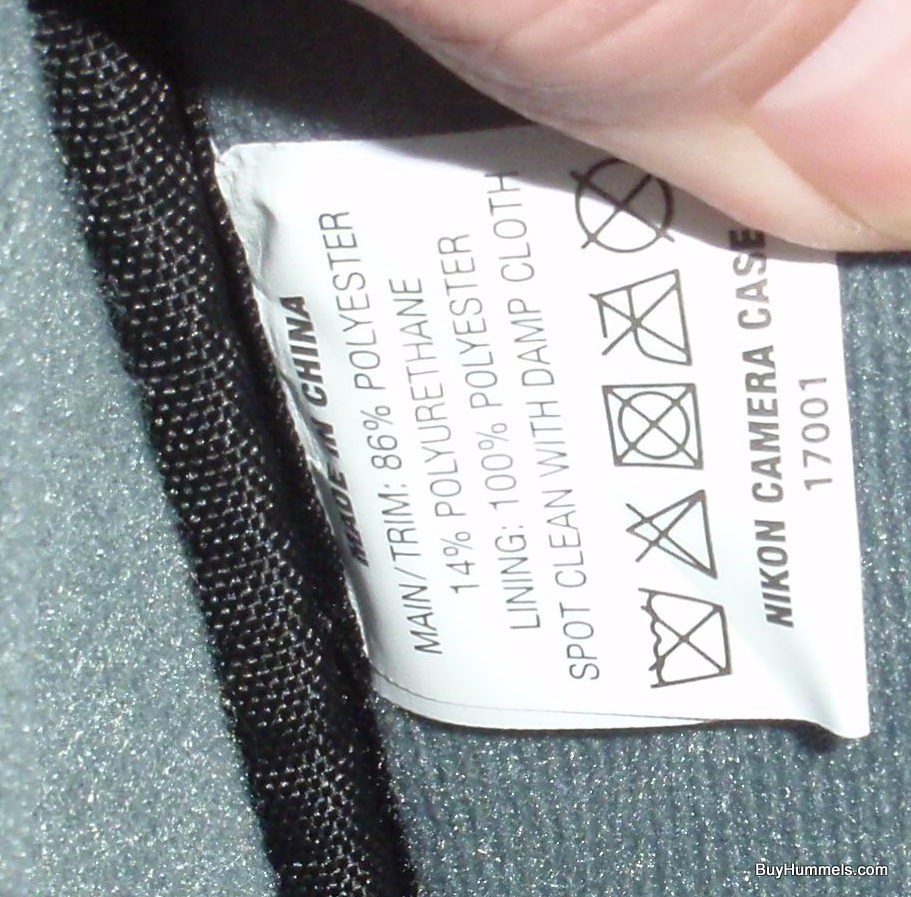 MADE IN CHINA
MAIN/TRIM: 86% POLYESTER
14% POLYURETHANE
LINING: 100% POLYESTER
SPOT CLEAN WITH DAMP CLOTH
NIKON CAMERA CASE
17001
BuyHummels.com